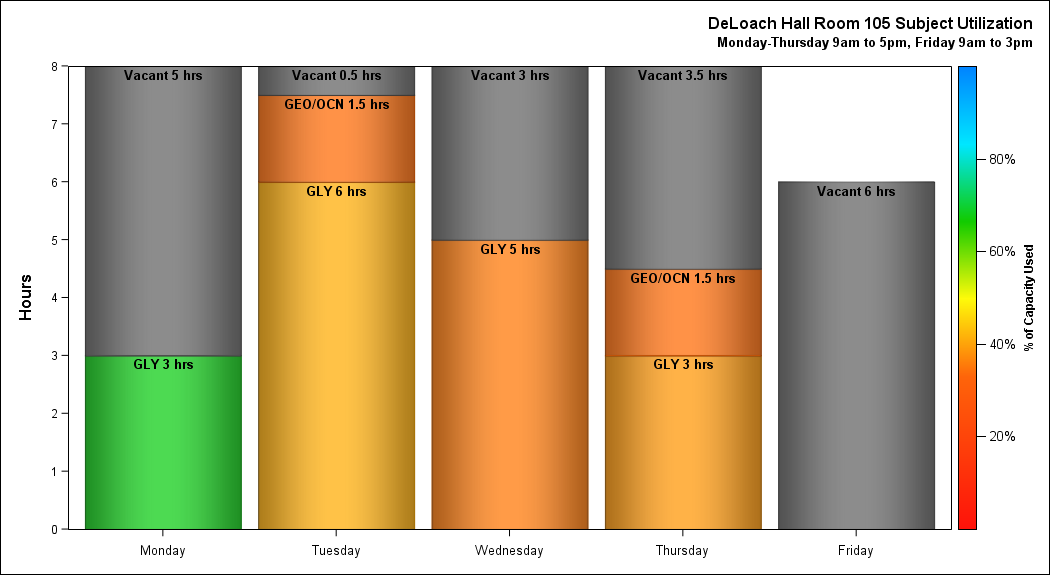 DeLoach Hall Room 105 Subject Utilization
Monday-Thursday 9am to 5pm, Friday 9am to 3pm
Hours
8
7
6
5
4
3
2
1
0
Vacant 5 hrs
GLY 3 hrs
Vacant 0.5 hrs
GEO/OCN 1.5 hrs
GLY 6 hrs
Vacant 3 hrs
GLY 5 hrs
Vacant 3.5 hrs
GEO/OCN 1.5 hrs
GLY 3 hrs
Vacant 6 hrs
Monday
Tuesday
Wednesday
Thursday
Friday
80%
60%
40%
20%
% of Capacity Used